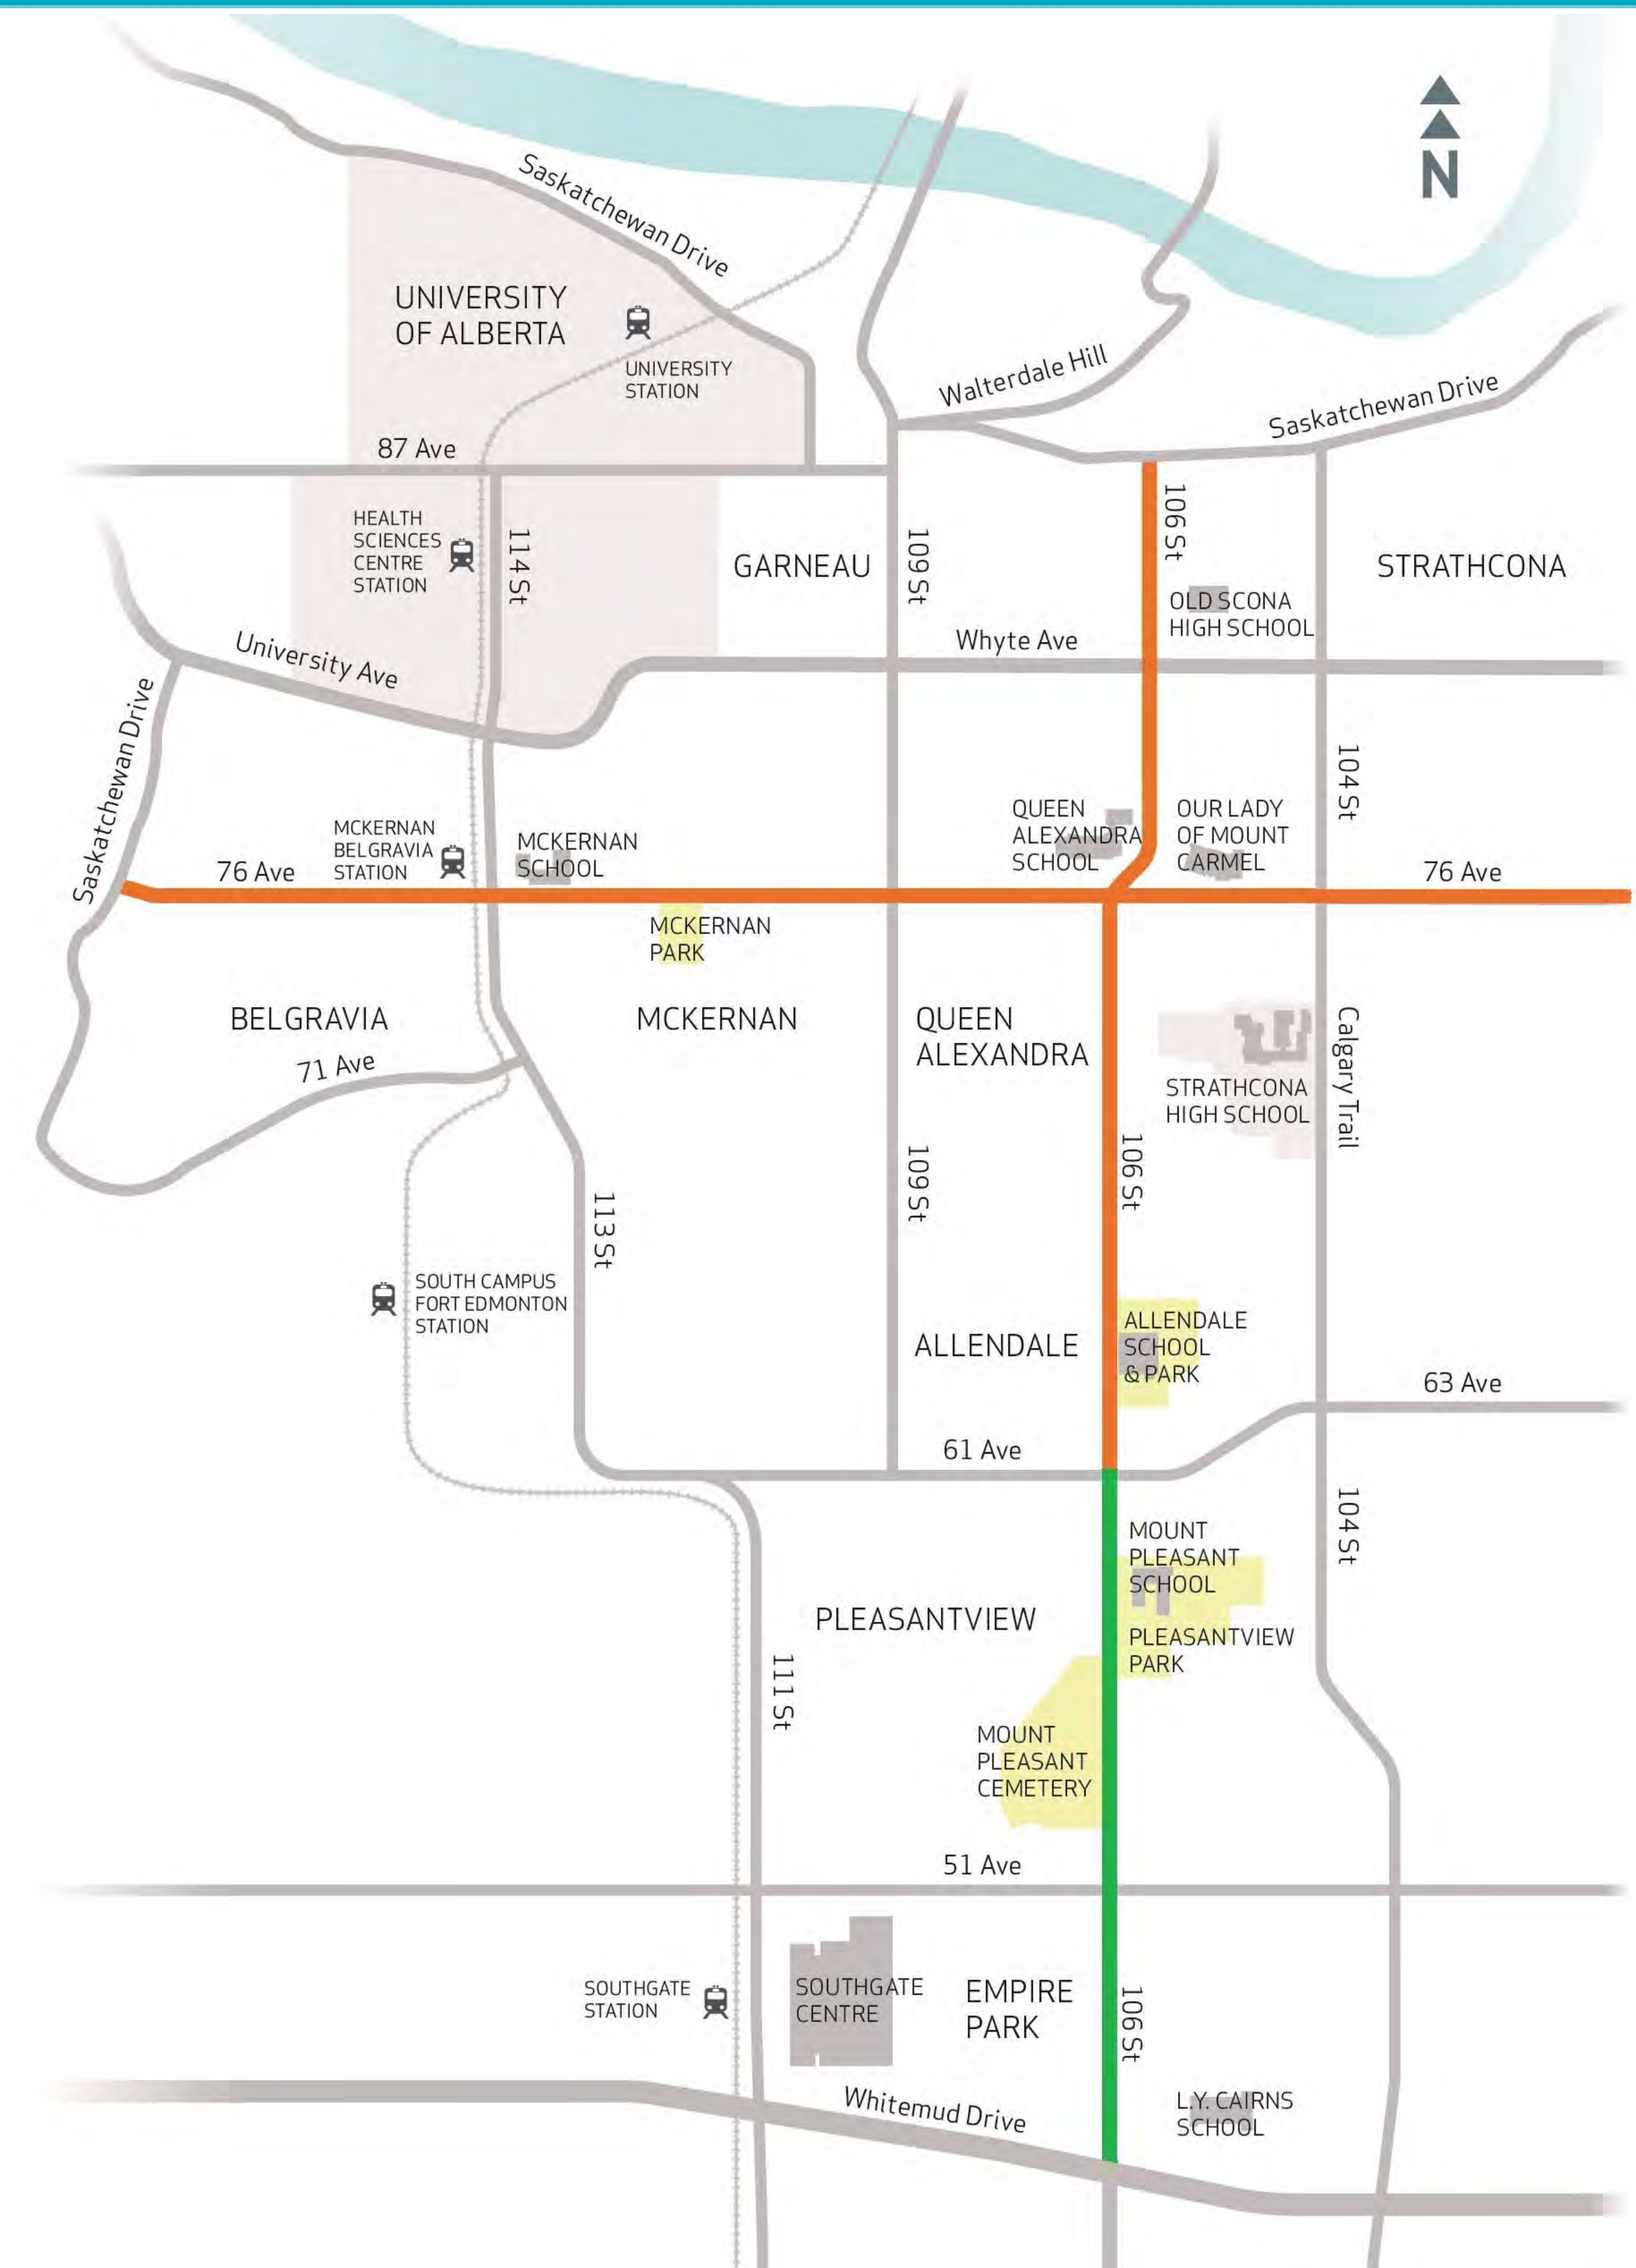 N
Saskatchewan Drive
UNIVERSITY
OF ALBERTA
UNIVERSITY
STATION
Walterdale Hill
Saskatchewan Drive
87 Ave
106 St
HEALTH
SCIENCES
CENTRE
STATION
114 St
GARNEAU
109 St
STRATHCONA
OLD SCONA
HIGH SCHOOL
Whyte Ave
University Ave
Saskatchewan Drive
104 St
QUEEN
ALEXANDRA
SCHOOL
OUR LADY
OF MOUNT
CARMEL
MCKERNAN
BELGRAVIA
STATION
MCKERNAN
SCHOOL
76 Ave
76 Ave
MCKERNAN
PARK
BELGRAVIA
MCKERNAN
QUEEN
ALEXANDRA
Calgary Trail
71 Ave
STRATHCONA
HIGH SCHOOL
106 St
109 St
113 St
SOUTH CAMPUS
FORT EDMONTON
STATION
ALLENDALE
ALLENDALE
SCHOOL
& PARK
63 Ave
61 Ave
104 St
MOUNT
PLEASANT
SCHOOL
PLEASANTVIEW
PLEASANTVIEW
PARK
111 St
MOUNT
PLEASANT
CEMETERY
51 Ave
SOUTHGATE
STATION
SOUTHGATE
CENTRE
EMPIRE
PARK
106 St
Whitemud Drive
L.Y. CAIRNS
SCHOOL